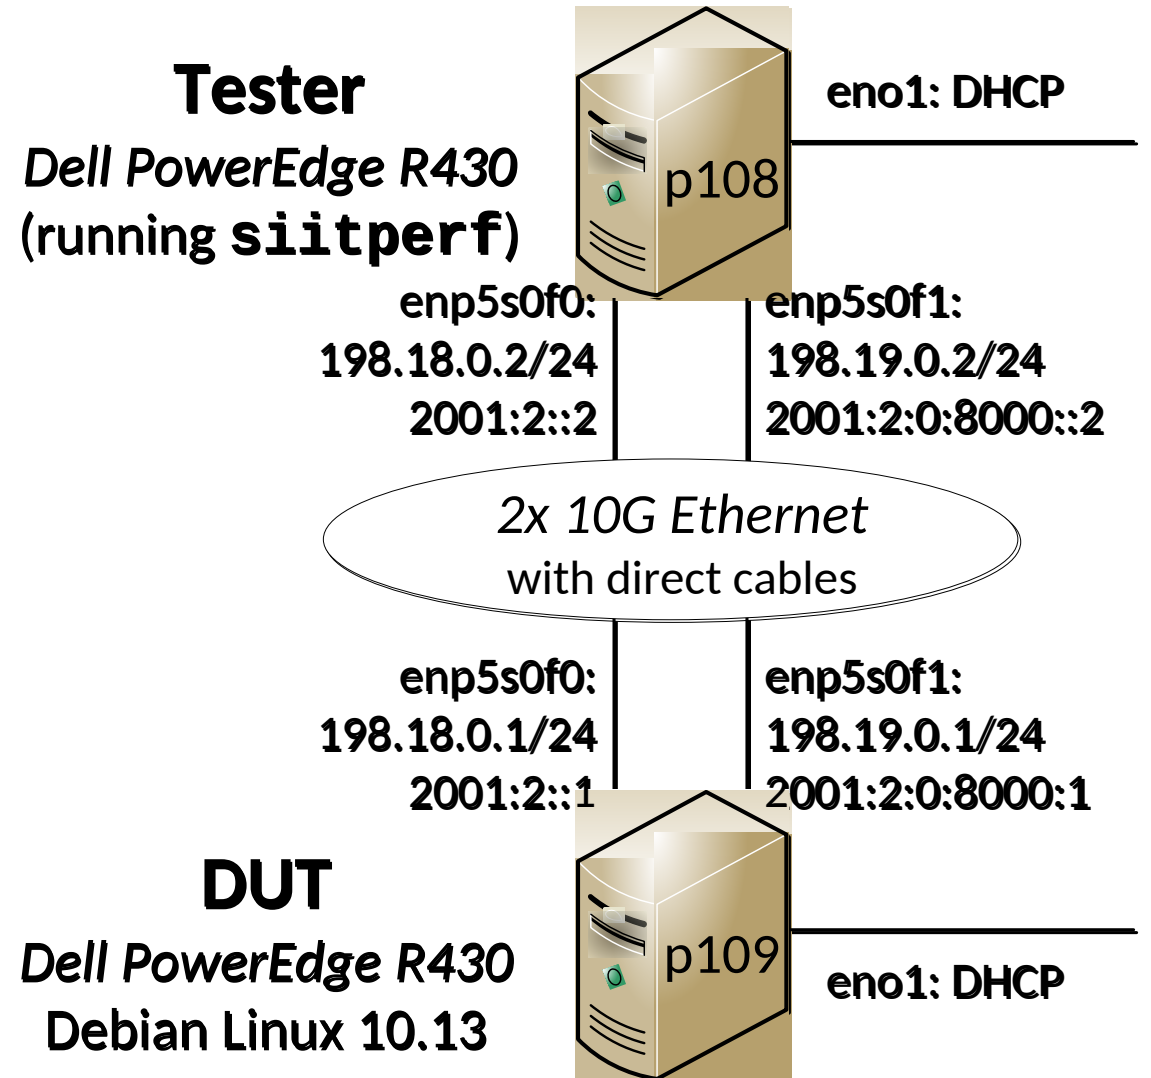 Tester
Dell PowerEdge R430
(running siitperf)
p108
eno1: DHCP
enp5s0f0:
198.18.0.2/24
2001:2::2
enp5s0f1:
198.19.0.2/24
2001:2:0:8000::2
2x 10G Ethernet
with direct cables
enp5s0f0:
198.18.0.1/24
2001:2::1
enp5s0f1:
198.19.0.1/24
2001:2:0:8000:1
DUT
Dell PowerEdge R430
Debian Linux 10.13
p109
eno1: DHCP